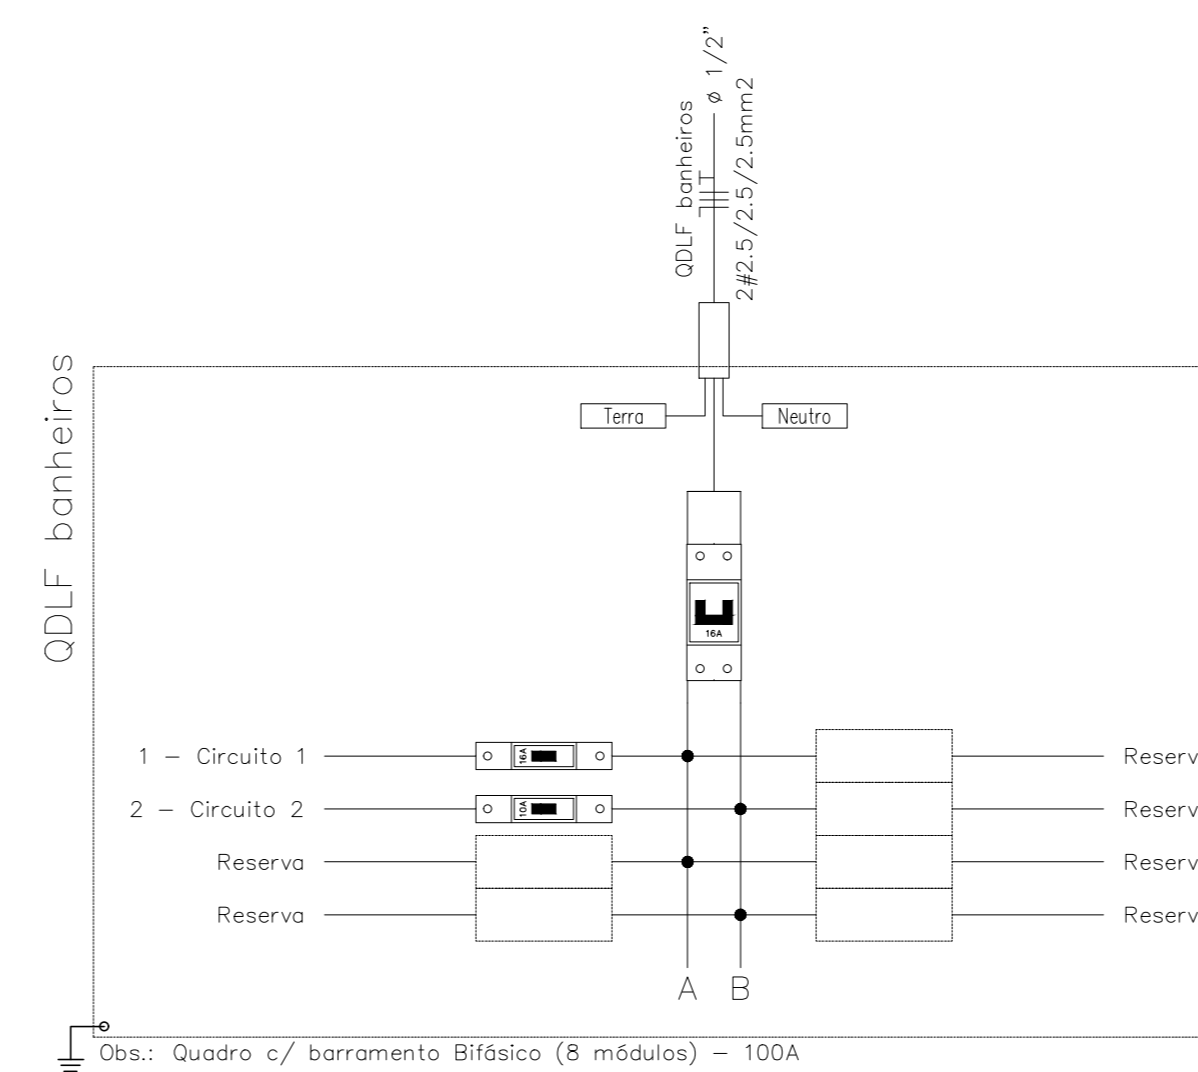 ø 1/2"
QDLF banheiros
2#2.5/2.5/2.5mm2
QDLF banheiros
Terra
Neutro
16A
1 - Circuito 1
16A
Reserv
2 - Circuito 2
10A
Reserv
Reserva
Reserv
Reserva
Reserv
A B
Obs.: Quadro c/ barramento Bifásico (8 módulos) - 100A